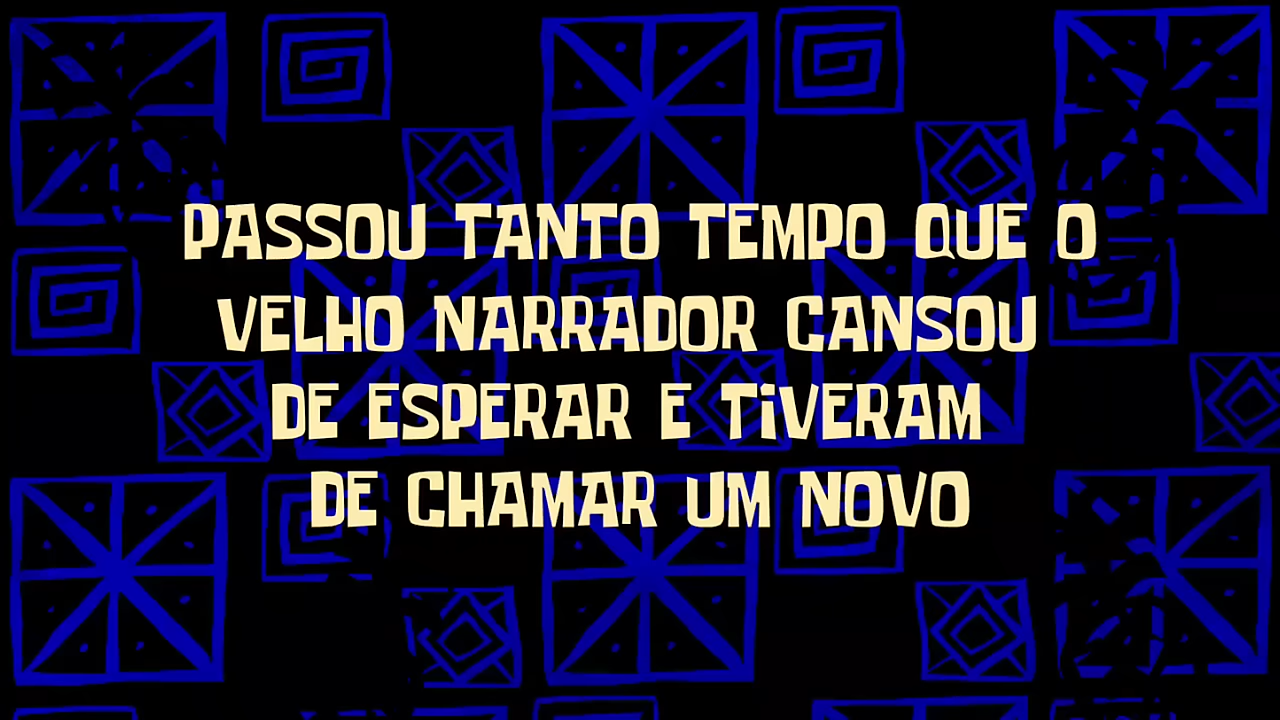 PASSOU TANTO TEMPO QUE O
VELHO NARRADOR CANSOU
DE ESPERAR E TiVERAM
DE CHAMAR UM NOVO